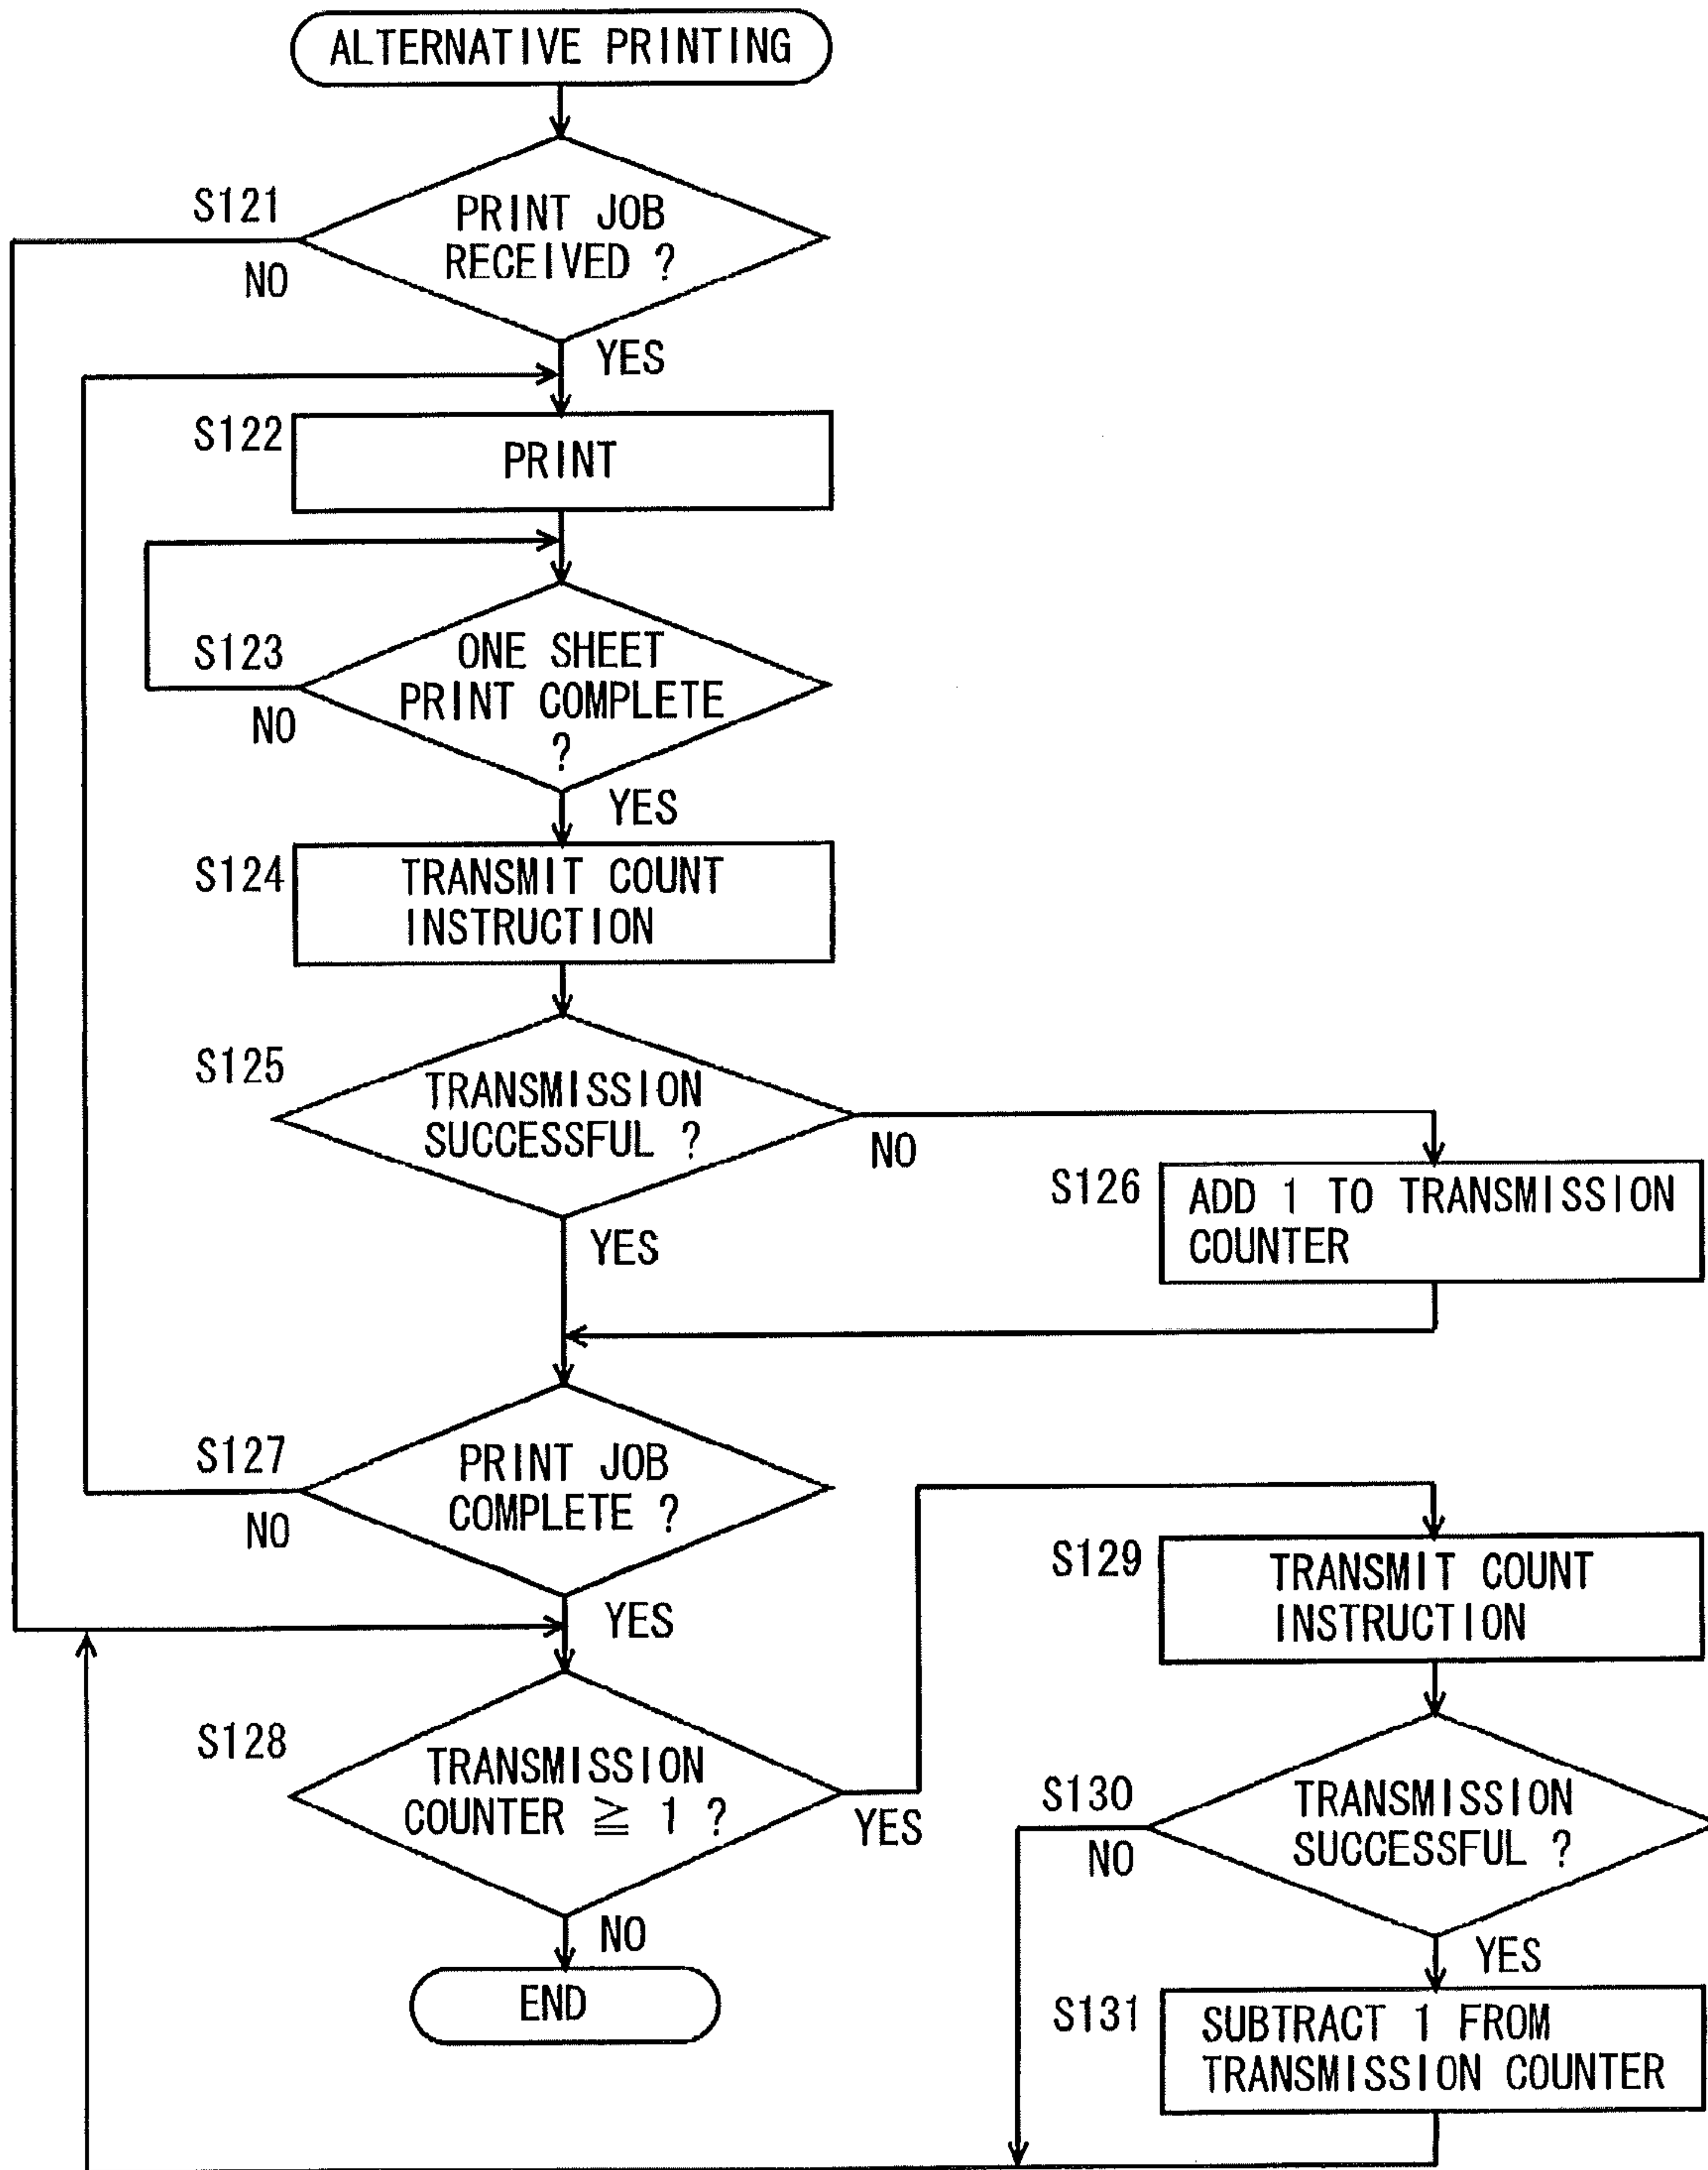 ALTERNATIVE PRINTING
S121
PRINT JOB
RECEIVED ?
NO
YES
S122
PRINT
S123
ONE SHEET
PRINT COMPLETE
?
NO
YES
S124
TRANSMIT COUNT
INSTRUCTION
S125
TRANSMISSION
SUCCESSFUL ?
NO
YES
S126
ADD 1 TO TRANSMISSION
COUNTER
S127
PRINT JOB
COMPLETE ?
NO
YES
S128
TRANSMISSION
COUNTER ≧ 1 ?
YES
NO
END
S129
TRANSMIT COUNT
INSTRUCTION
S130
TRANSMISSION
SUCCESSFUL ?
NO
YES
S131
SUBTRACT 1 FROM
TRANSMISSION COUNTER